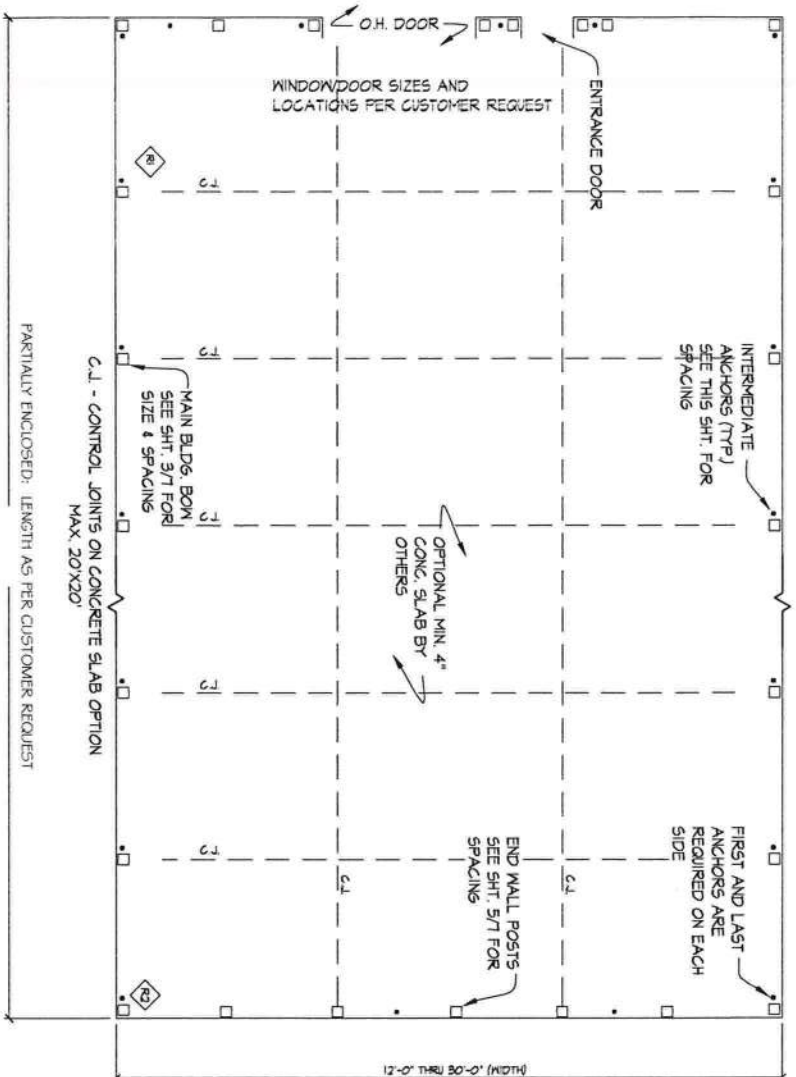 O.H. DOOR
WINDOW/DOOR SIZES AND
LOCATIONS PER CUSTOMER REQUEST
ENTRANCE DOOR
R1
C.J.
C.J.
C.J.
C.J.
C.J.
INTERMEDIATE
ANCHORS (TYP.)
SEE THIS SHT. FOR
SPACING
MAIN BLDG. BOW
SEE SHT. 3/7 FOR
SIZE & SPACING
OPTIONAL MIN. 4"
CONC. SLAB BY
OTHERS
FIRST AND LAST
ANCHORS ARE
REQUIRED ON EACH
SIDE
END WALL POSTS
SEE SHT. 5/7 FOR
SPACING
C.J.
C.J.
R2
C.J. - CONTROL JOINTS ON CONCRETE SLAB OPTION
MAX. 20'X20'
PARTIALLY ENCLOSED: LENGTH AS PER CUSTOMER REQUEST
12'-0" THRU 30'-0" (WIDTH)